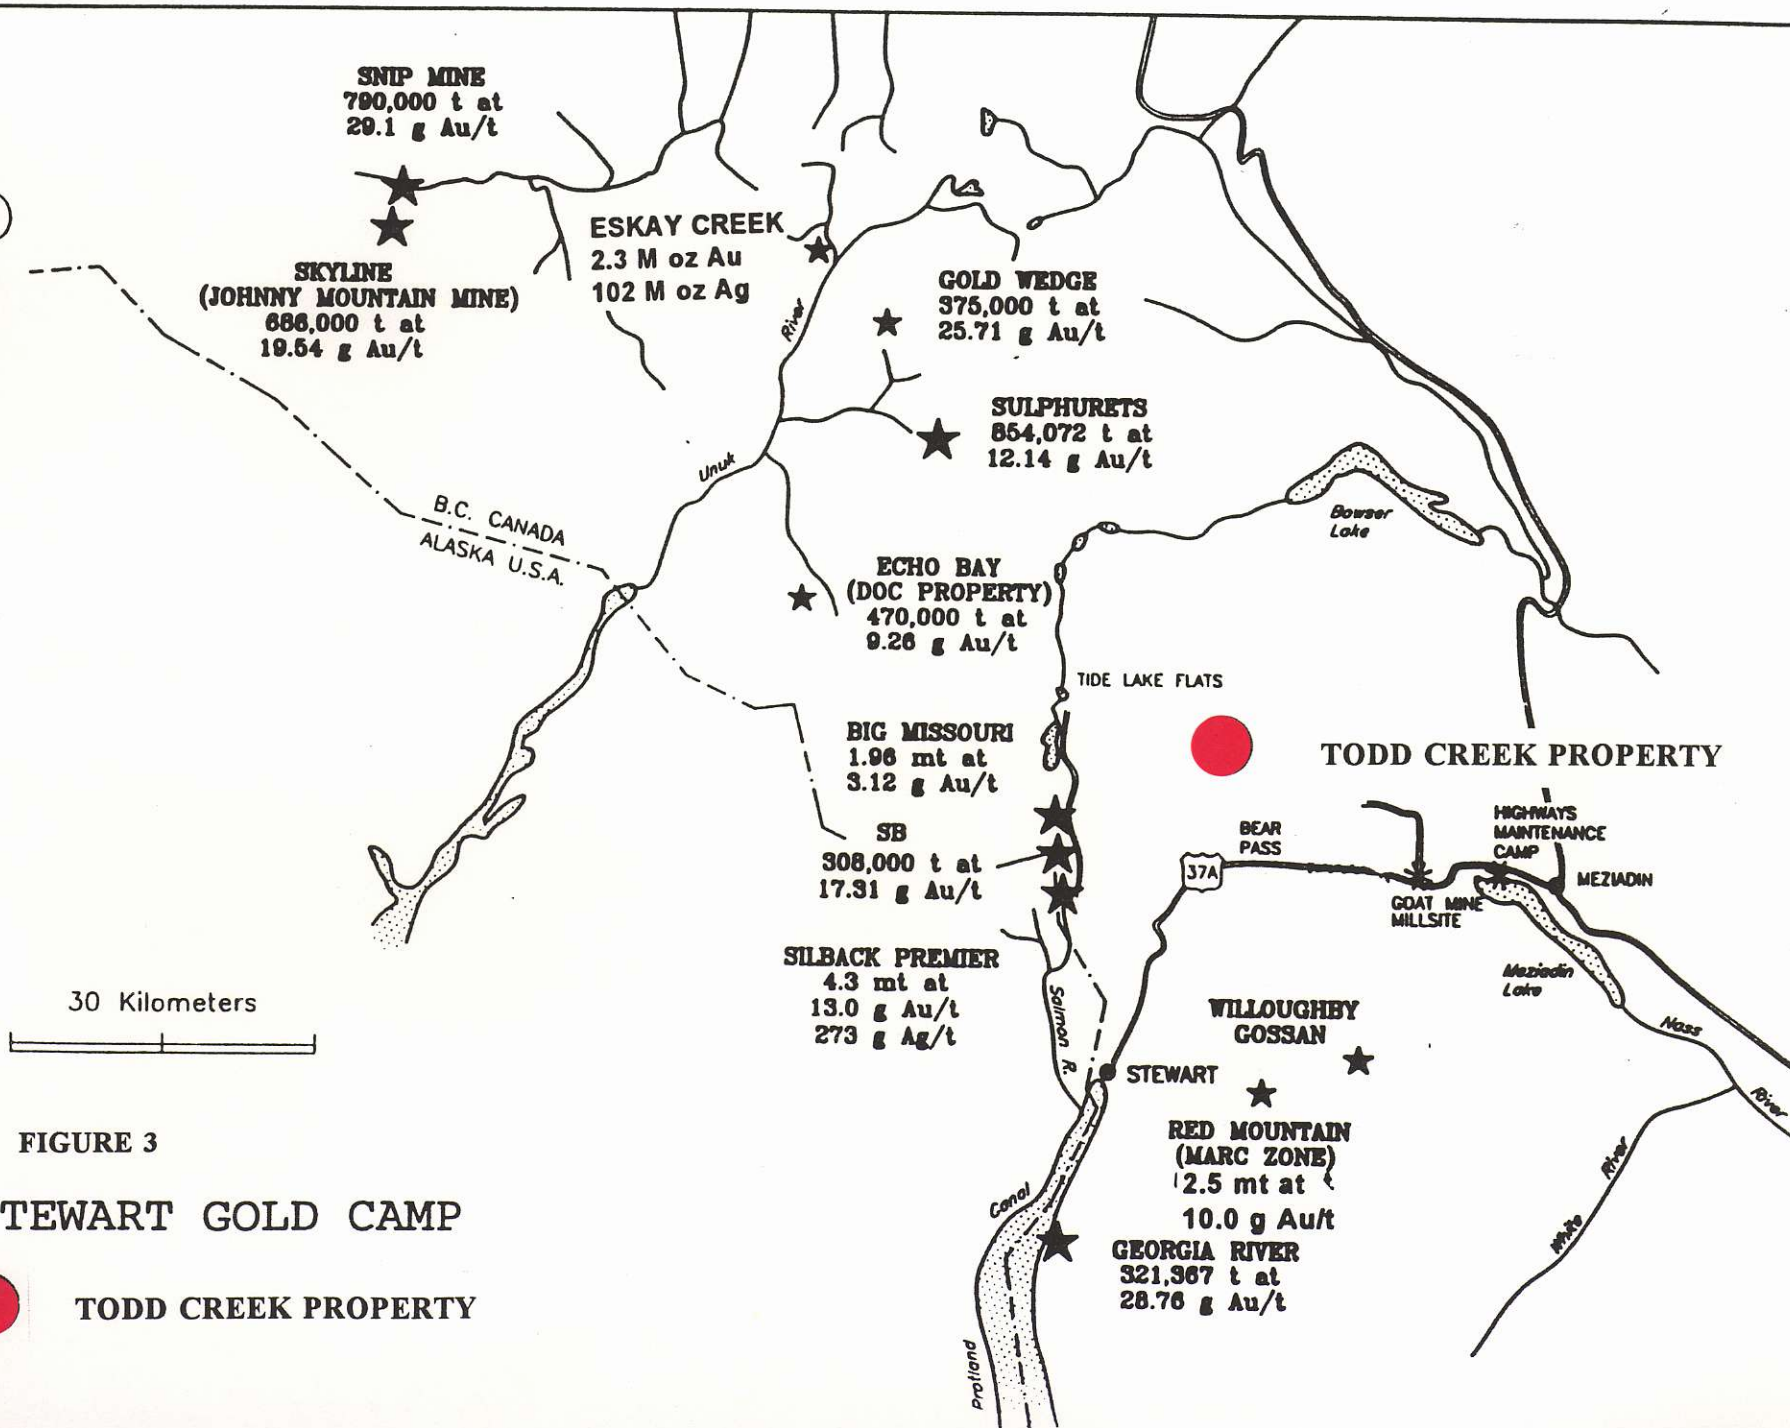 SNIP MINE
790,000 t at
29.1 g Au/t
SKYLINE
(JOHNNY MOUNTAIN MINE)
686,000 t at
19.54 g Au/t
ESKAY CREEK
2.3 M oz Au
102 M oz Ag
River
Unuk
GOLD WEDGE
375,000 t at
25.71 g Au/t
SULPHURETS
854,072 t at
12.14 g Au/t
Bowser
Lake
B.C. CANADA
ALASKA U.S.A.
ECHO BAY
(DOC PROPERTY)
470,000 t at
9.26 g Au/t
TIDE LAKE FLATS
BIG MISSOURI
1.96 mt at
3.12 g Au/t
TODD CREEK PROPERTY
SB
308,000 t at
17.31 g Au/t
BEAR
PASS
37A
HIGHWAYS
MAINTENANCE
CAMP
MEZIADIN
GOAT MINE
MILLSITE
SILBACK PREMIER
4.3 mt at
13.0 g Au/t
273 g Ag/t
Salmon R.
Meziadin
Lake
Nass
River
WILLOUGHBY
GOSSAN
STEWART
RED MOUNTAIN
(MARC ZONE)
2.5 mt at
10.0 g Au/t
GEORGIA RIVER
321,367 t at
28.76 g Au/t
River
White
Canal
Protland
30 Kilometers
FIGURE 3
TEWART GOLD CAMP
TODD CREEK PROPERTY